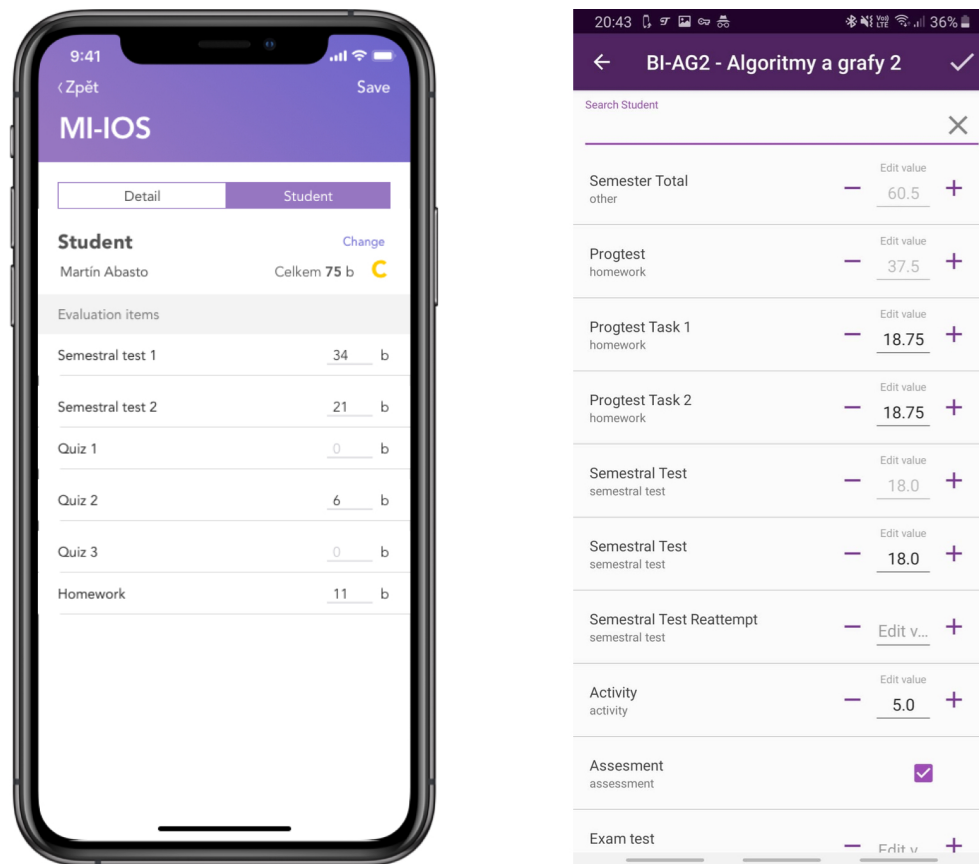 9:41
Zpět
Save
MI-IOS
Detail
Student
Student
Change
Martín Abasto
Celkem 75 b C
Evaluation items
Semestral test 1
34 b
Semestral test 2
21 b
Quiz 1
0 b
Quiz 2
6 b
Quiz 3
0 b
Homework
11 b
20:43
36%
BI-AG2 - Algoritmy a grafy 2
Search Student
Semester Total
other
Edit value
60.5
Progtest
homework
Edit value
37.5
Progtest Task 1
homework
Edit value
18.75
Progtest Task 2
homework
Edit value
18.75
Semestral Test
semestral test
Edit value
18.0
Semestral Test
semestral test
Edit value
18.0
Semestral Test Reattempt
semestral test
Edit v...
Activity
activity
Edit value
5.0
Assesment
assessment
Exam test
Edit v